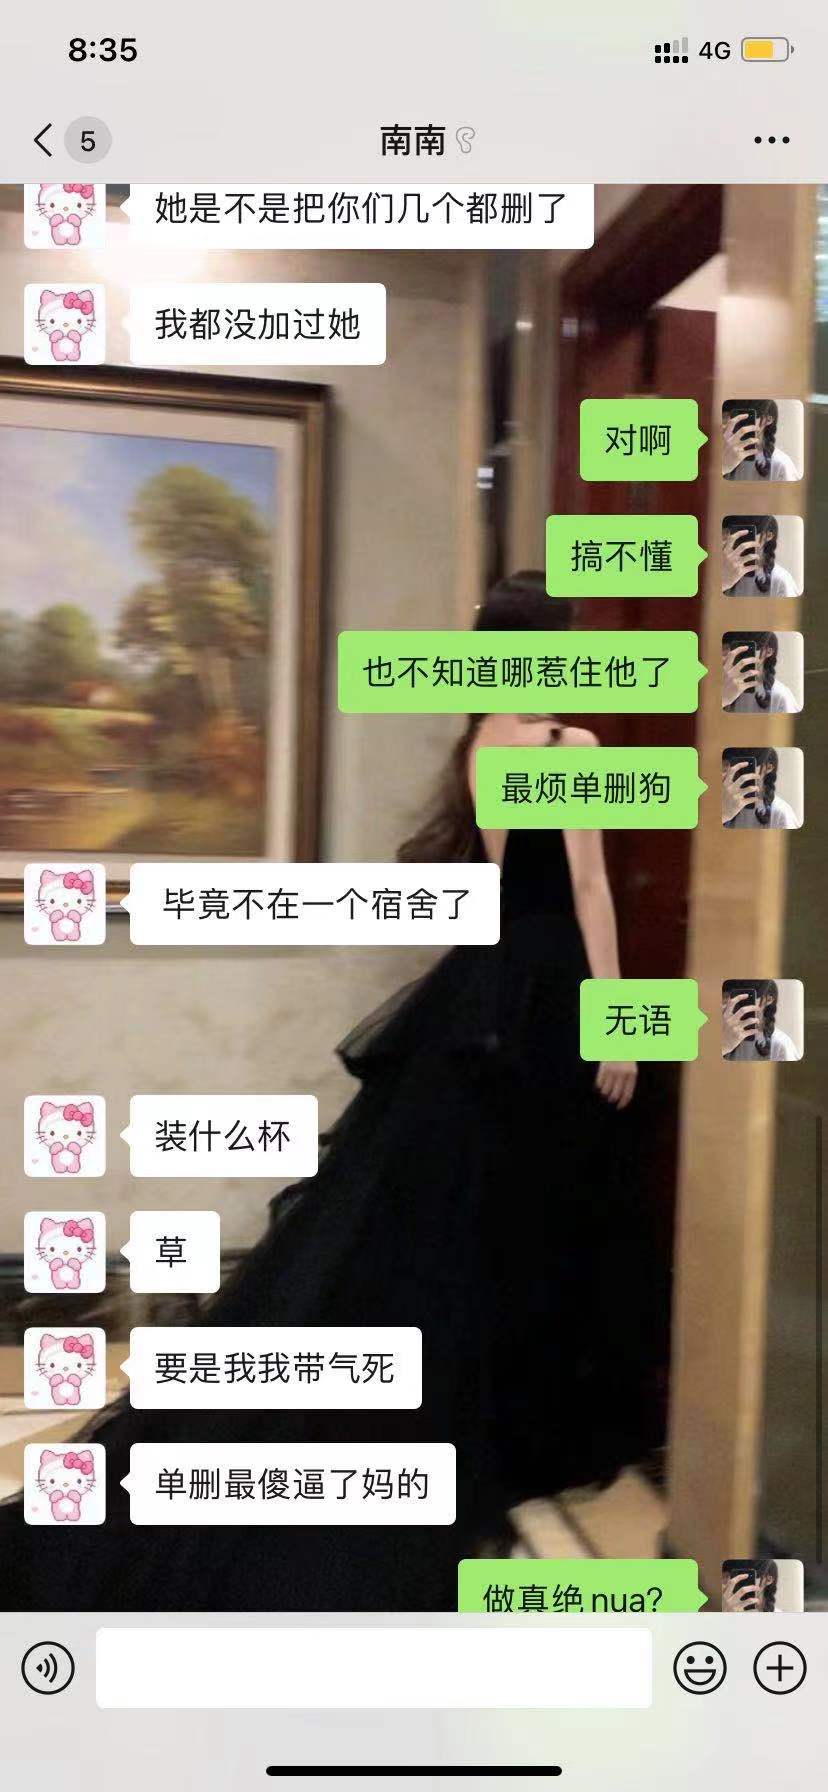 8:35
4G
5
南南
她是不是把你们几个都删了
我都没加过她
对啊
搞不懂
也不知道哪惹住他了
最烦单删狗
毕竟不在一个宿舍了
无语
装什么杯
草
要是我我带气死
单删最傻逼了妈的
做真绝nua?